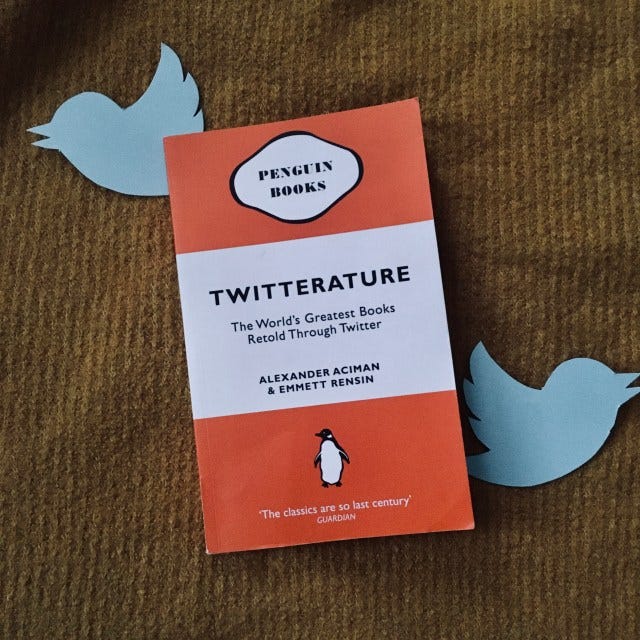 PENGUIN
BOOKS
TWITTERATURE
The World's Greatest Books
Retold Through Twitter
ALEXANDER ACIMAN
& EMMETT RENSIN
'The classics are so last century'
GUARDIAN